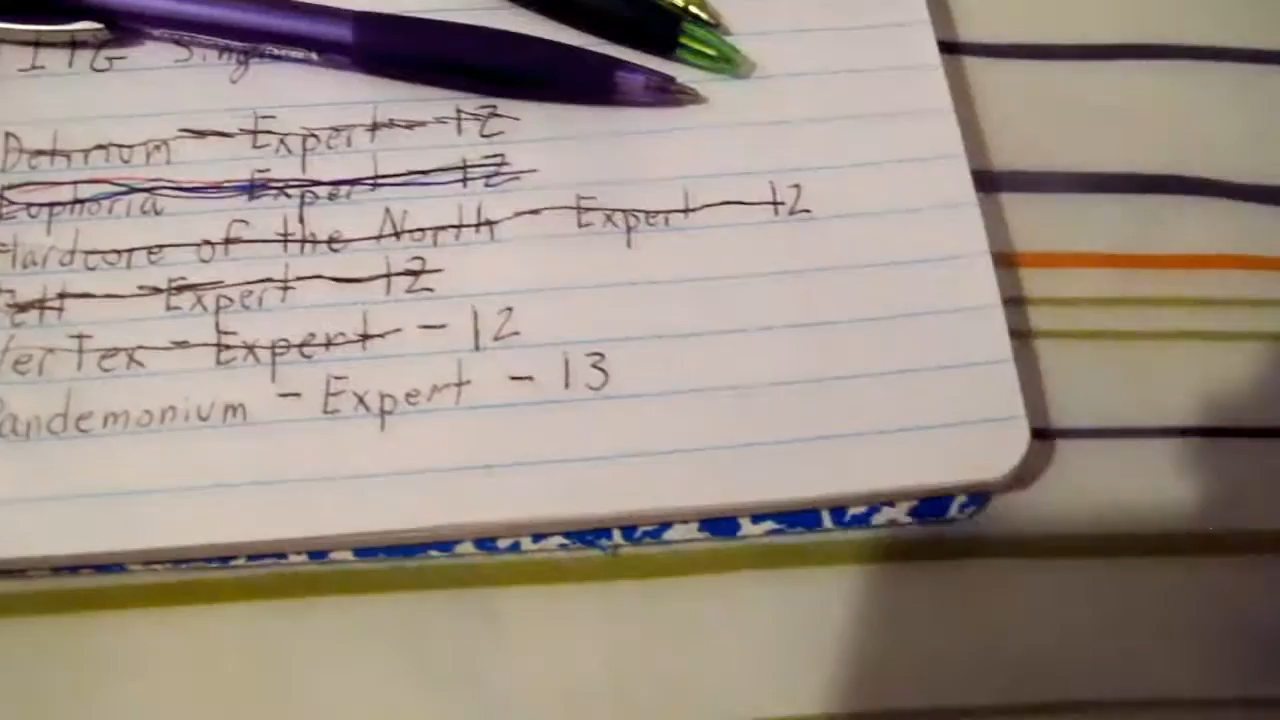 ITG Singl
Delirium - Expert - 12
Euphoria Expert 12
Hardcore of the North - Expert - 12
Expert 12
VerTex - Expert - 12
Pandemonium - Expert - 13